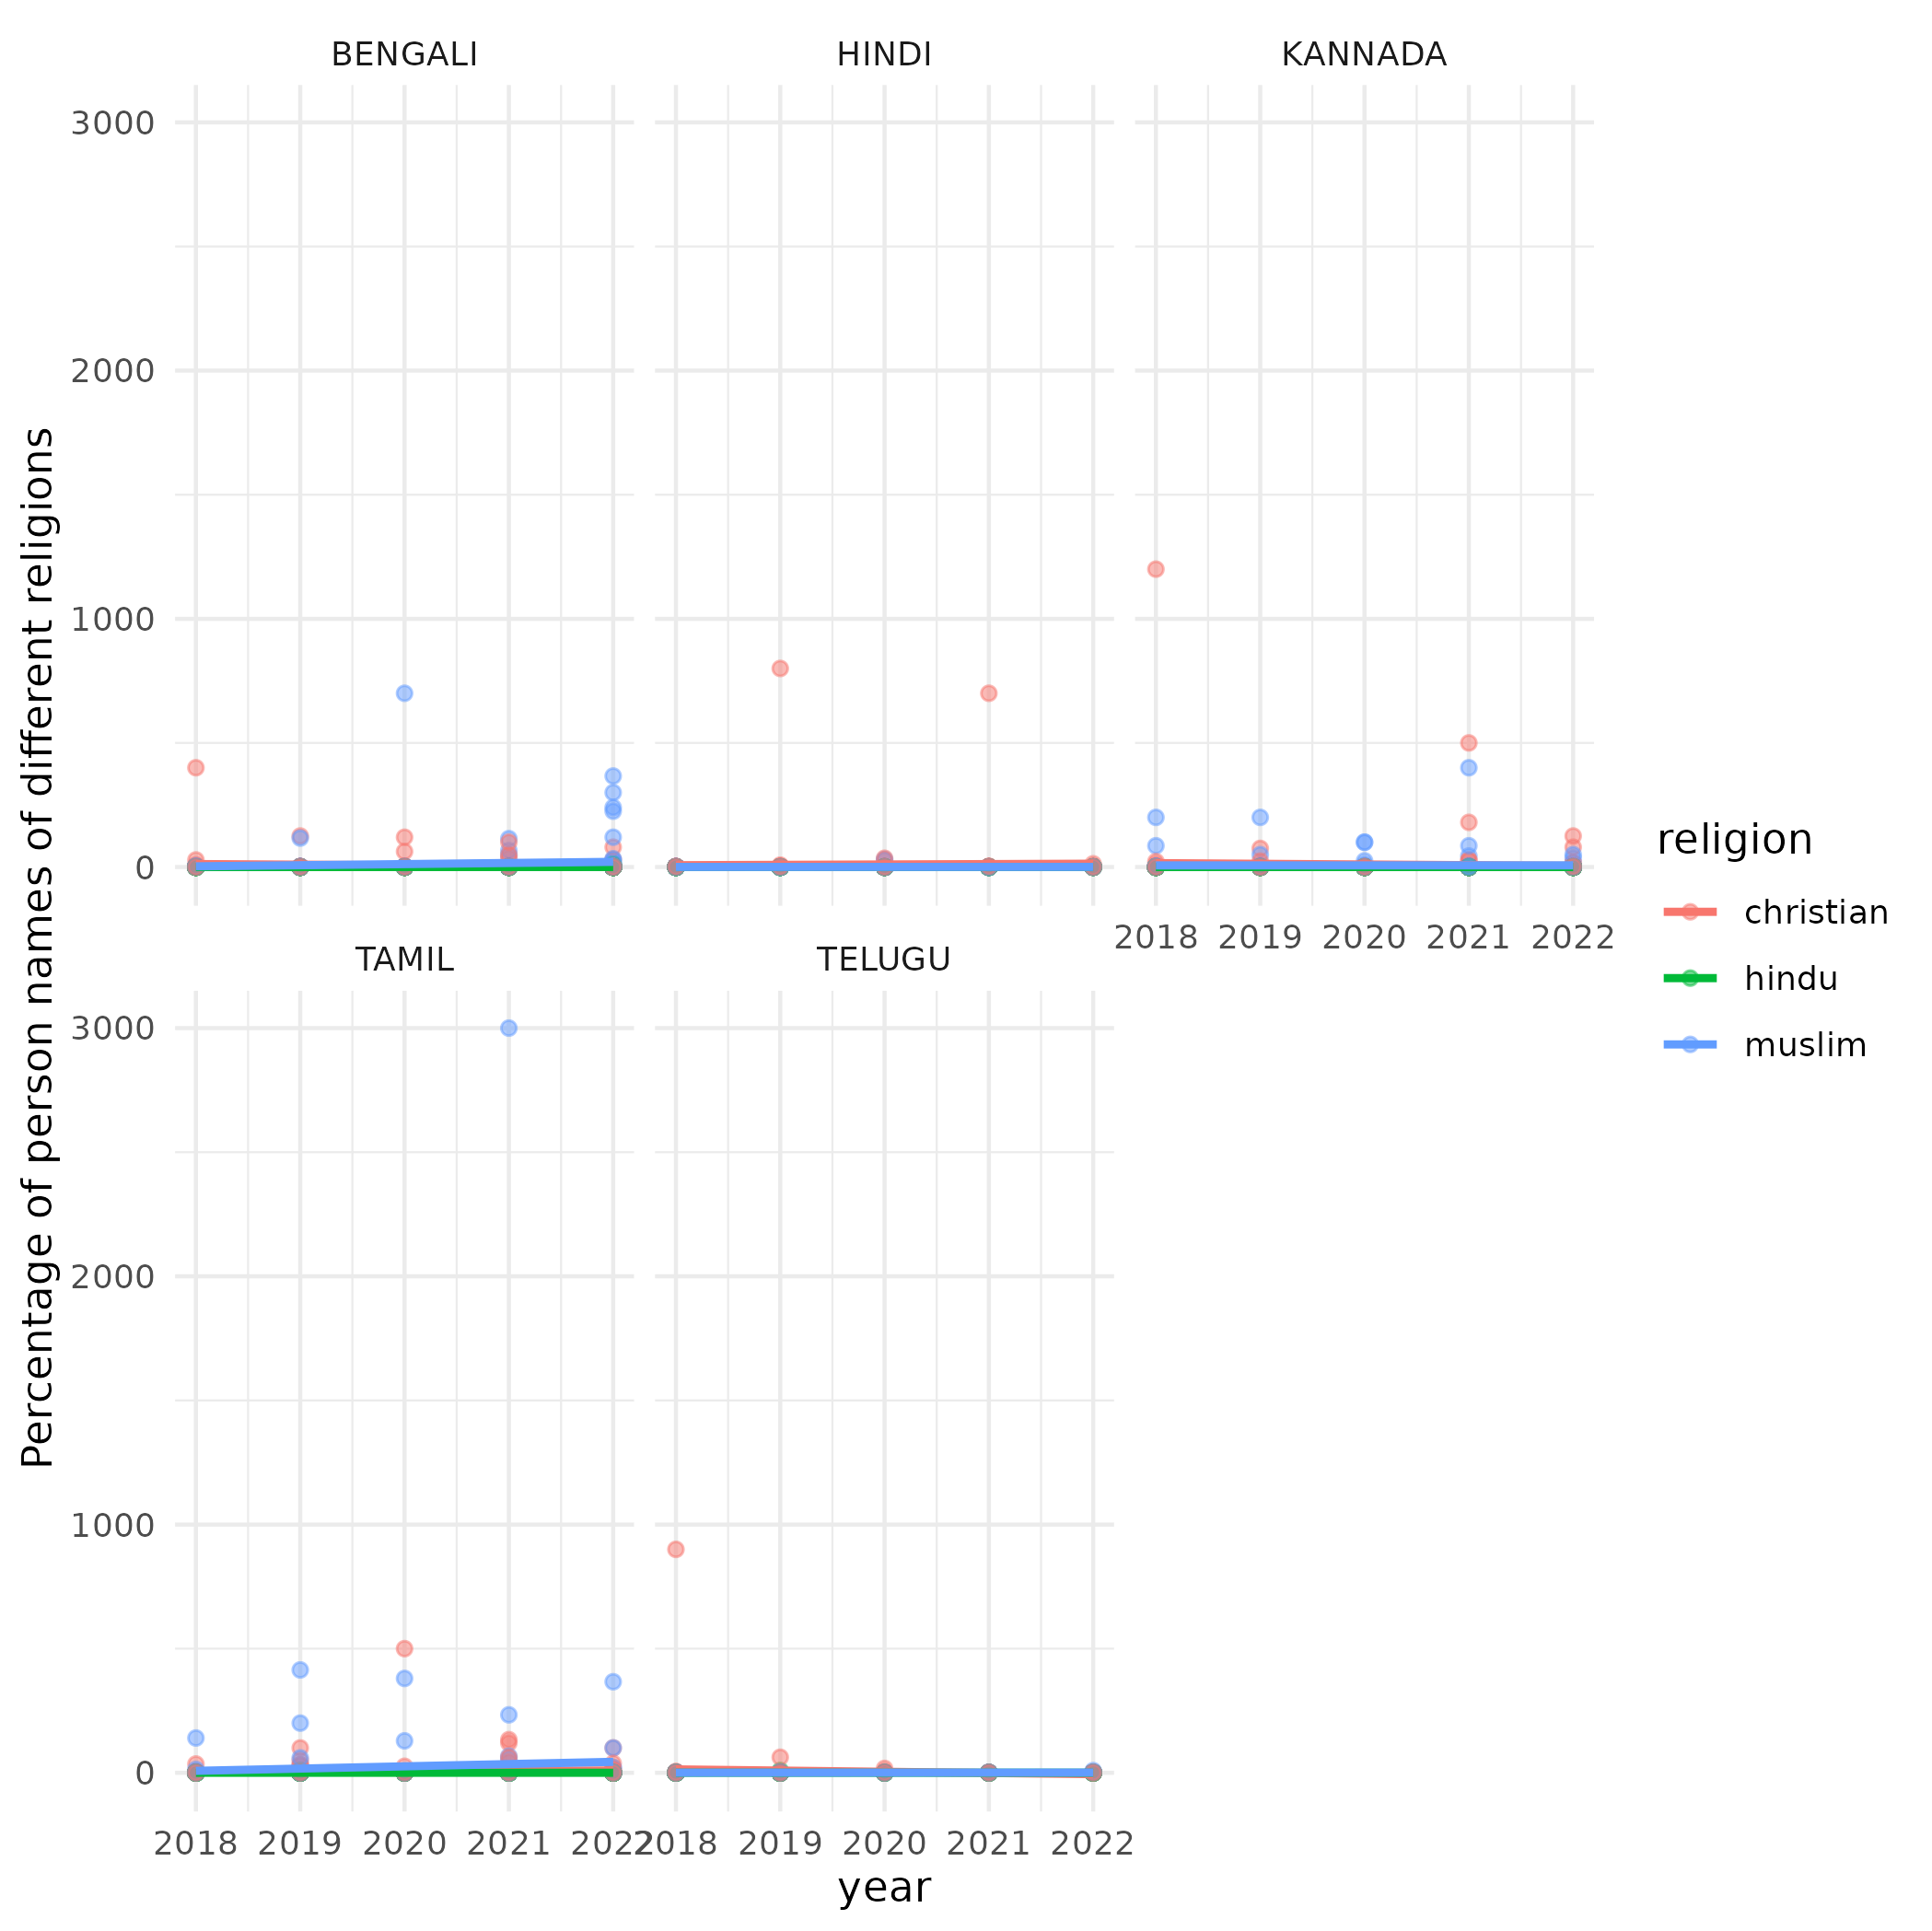 BENGALI HINDI KANNADA
3000
2000
1000
0
2018 2019 2020 2021 2022
TAMIL TELUGU
3000
2000
1000
0
2018 2019 2020 2021 2022 2018 2019 2020 2021 2022
year
Percentage of person names of different religions
religion
christian
hindu
muslim